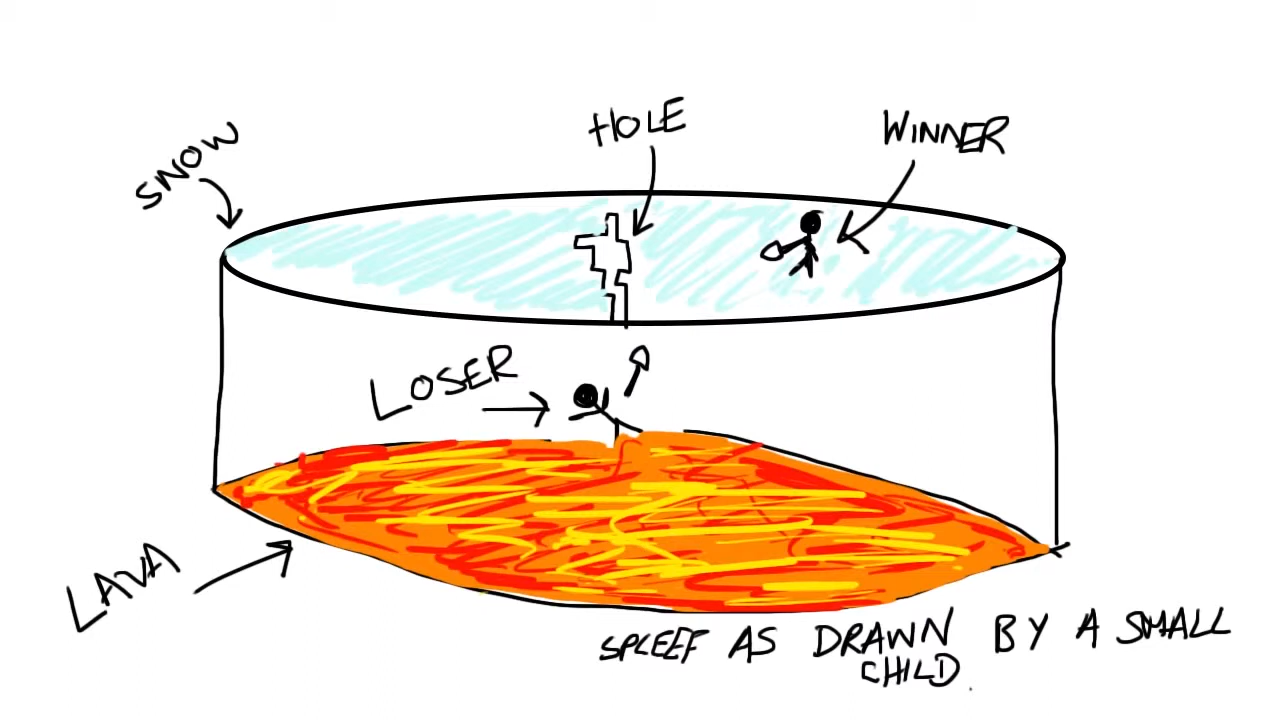 HOLE
WINNER
SNOW
LOSER
LAVA
SPLEEF AS DRAWN BY A SMALL
CHILD.